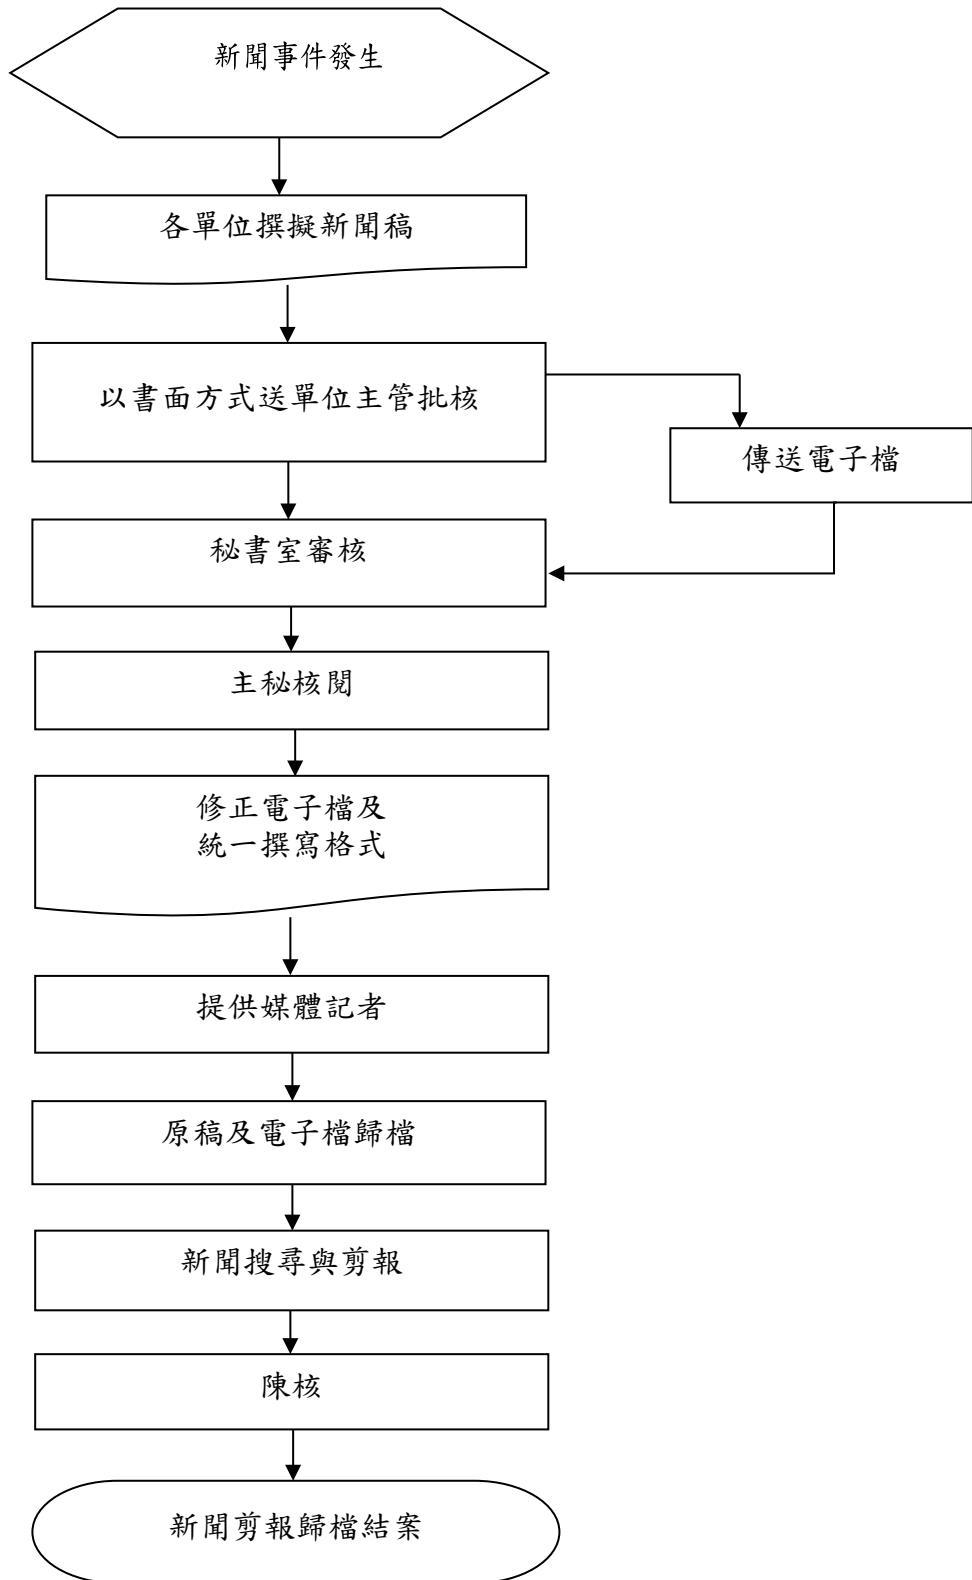 新聞事件發生
各單位撰擬新聞稿
以書面方式送單位主管批核
傳送電子檔
秘書室審核
主秘核閱
修正電子檔及
統一撰寫格式
提供媒體記者
原稿及電子檔歸檔
新聞搜尋與剪報
陳核
新聞剪報歸檔結案